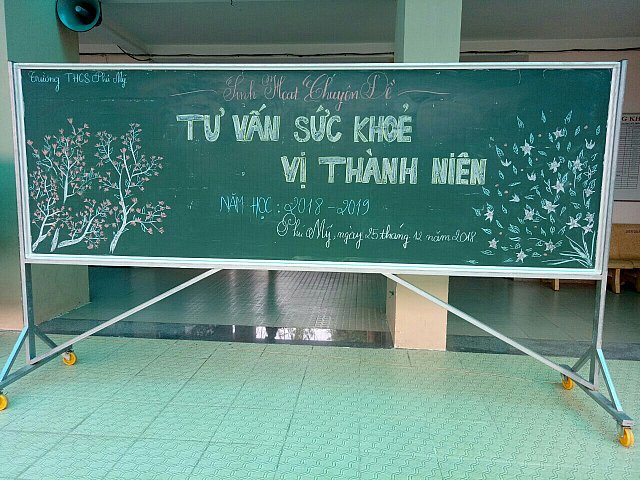 Trường THCS Phú Mỹ
Sinh Hoạt "Chuyên Đề"
TƯ VẤN SỨC KHOẺ
VỊ THÀNH NIÊN
NĂM HỌC : 2018 - 2019
Phú Mỹ, ngày 25 tháng 12 năm 2018